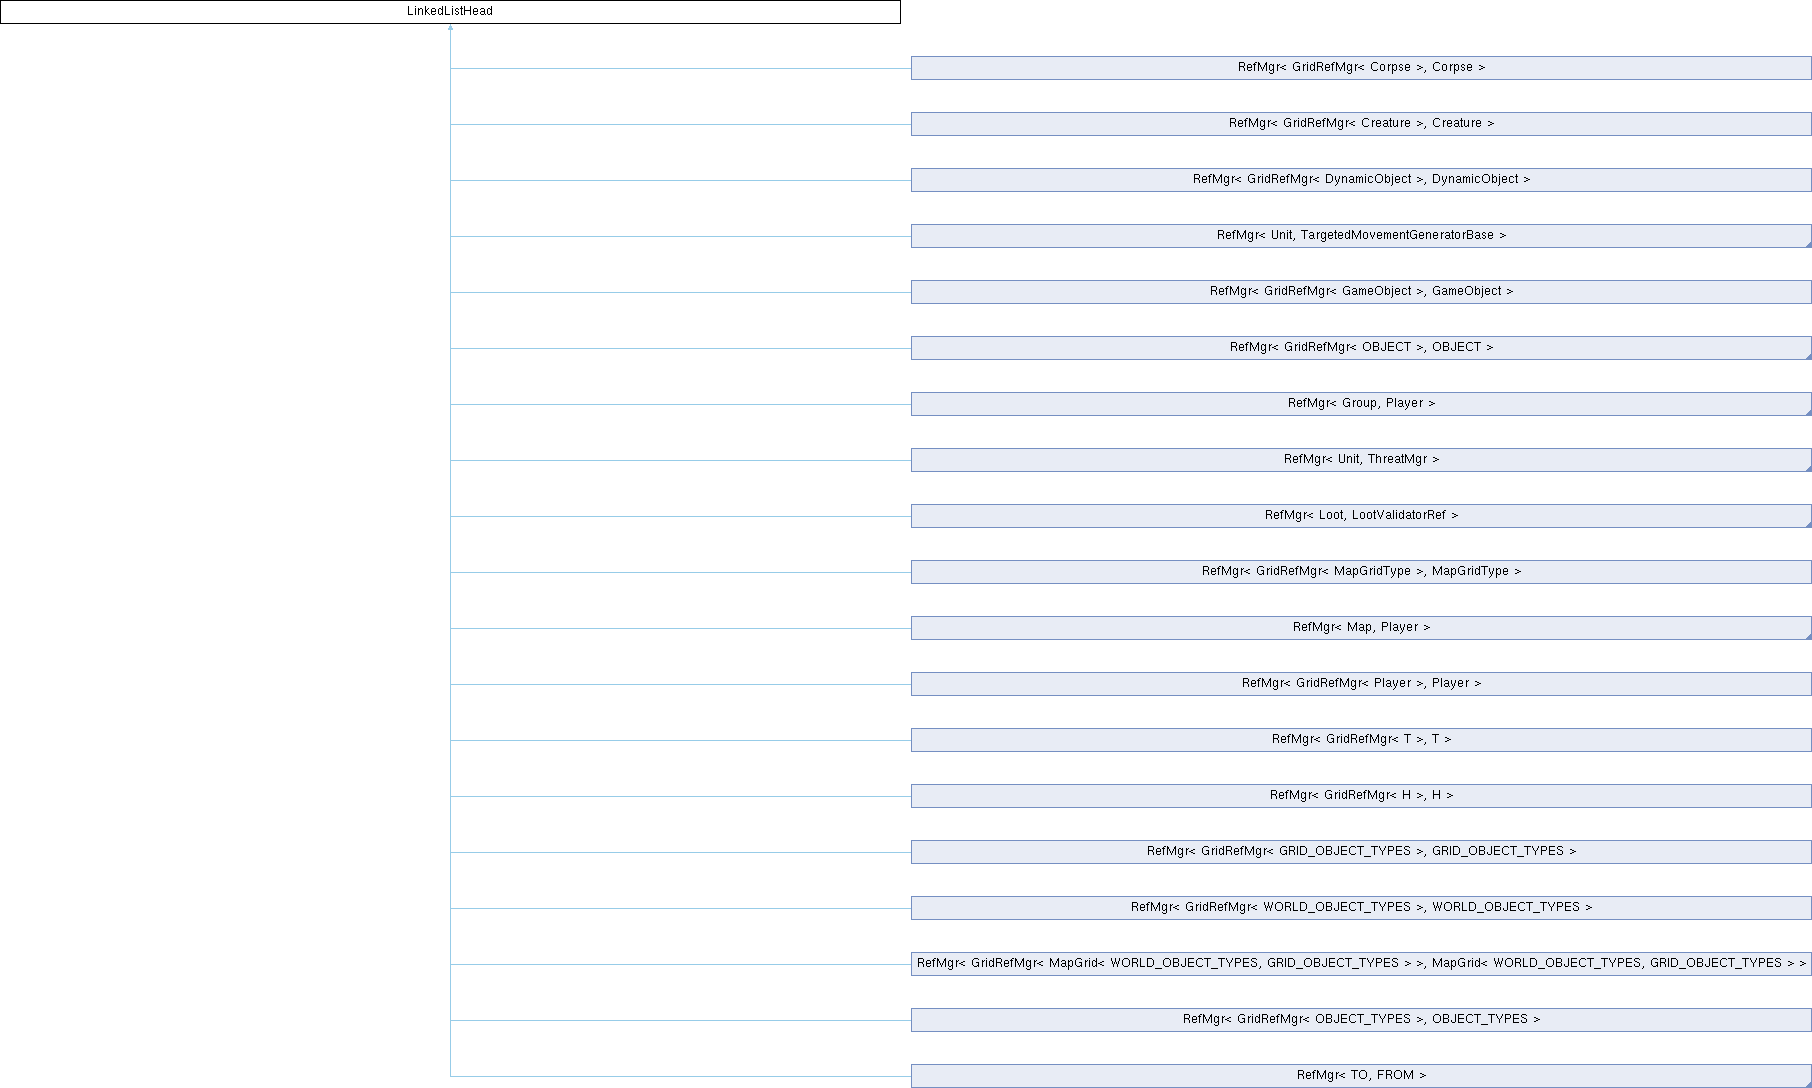 LinkedListHead
RefMgr< GridRefMgr< Corpse >, Corpse >
RefMgr< GridRefMgr< Creature >, Creature >
RefMgr< GridRefMgr< DynamicObject >, DynamicObject >
RefMgr< Unit, TargetedMovementGeneratorBase >
RefMgr< GridRefMgr< GameObject >, GameObject >
RefMgr< GridRefMgr< OBJECT >, OBJECT >
RefMgr< Group, Player >
RefMgr< Unit, ThreatMgr >
RefMgr< Loot, LootValidatorRef >
RefMgr< GridRefMgr< MapGridType >, MapGridType >
RefMgr< Map, Player >
RefMgr< GridRefMgr< Player >, Player >
RefMgr< GridRefMgr< T >, T >
RefMgr< GridRefMgr< H >, H >
RefMgr< GridRefMgr< GRID_OBJECT_TYPES >, GRID_OBJECT_TYPES >
RefMgr< GridRefMgr< WORLD_OBJECT_TYPES >, WORLD_OBJECT_TYPES >
RefMgr< GridRefMgr< MapGrid< WORLD_OBJECT_TYPES, GRID_OBJECT_TYPES > >, MapGrid< WORLD_OBJECT_TYPES, GRID_OBJECT_TYPES > >
RefMgr< GridRefMgr< OBJECT_TYPES >, OBJECT_TYPES >
RefMgr< TO, FROM >